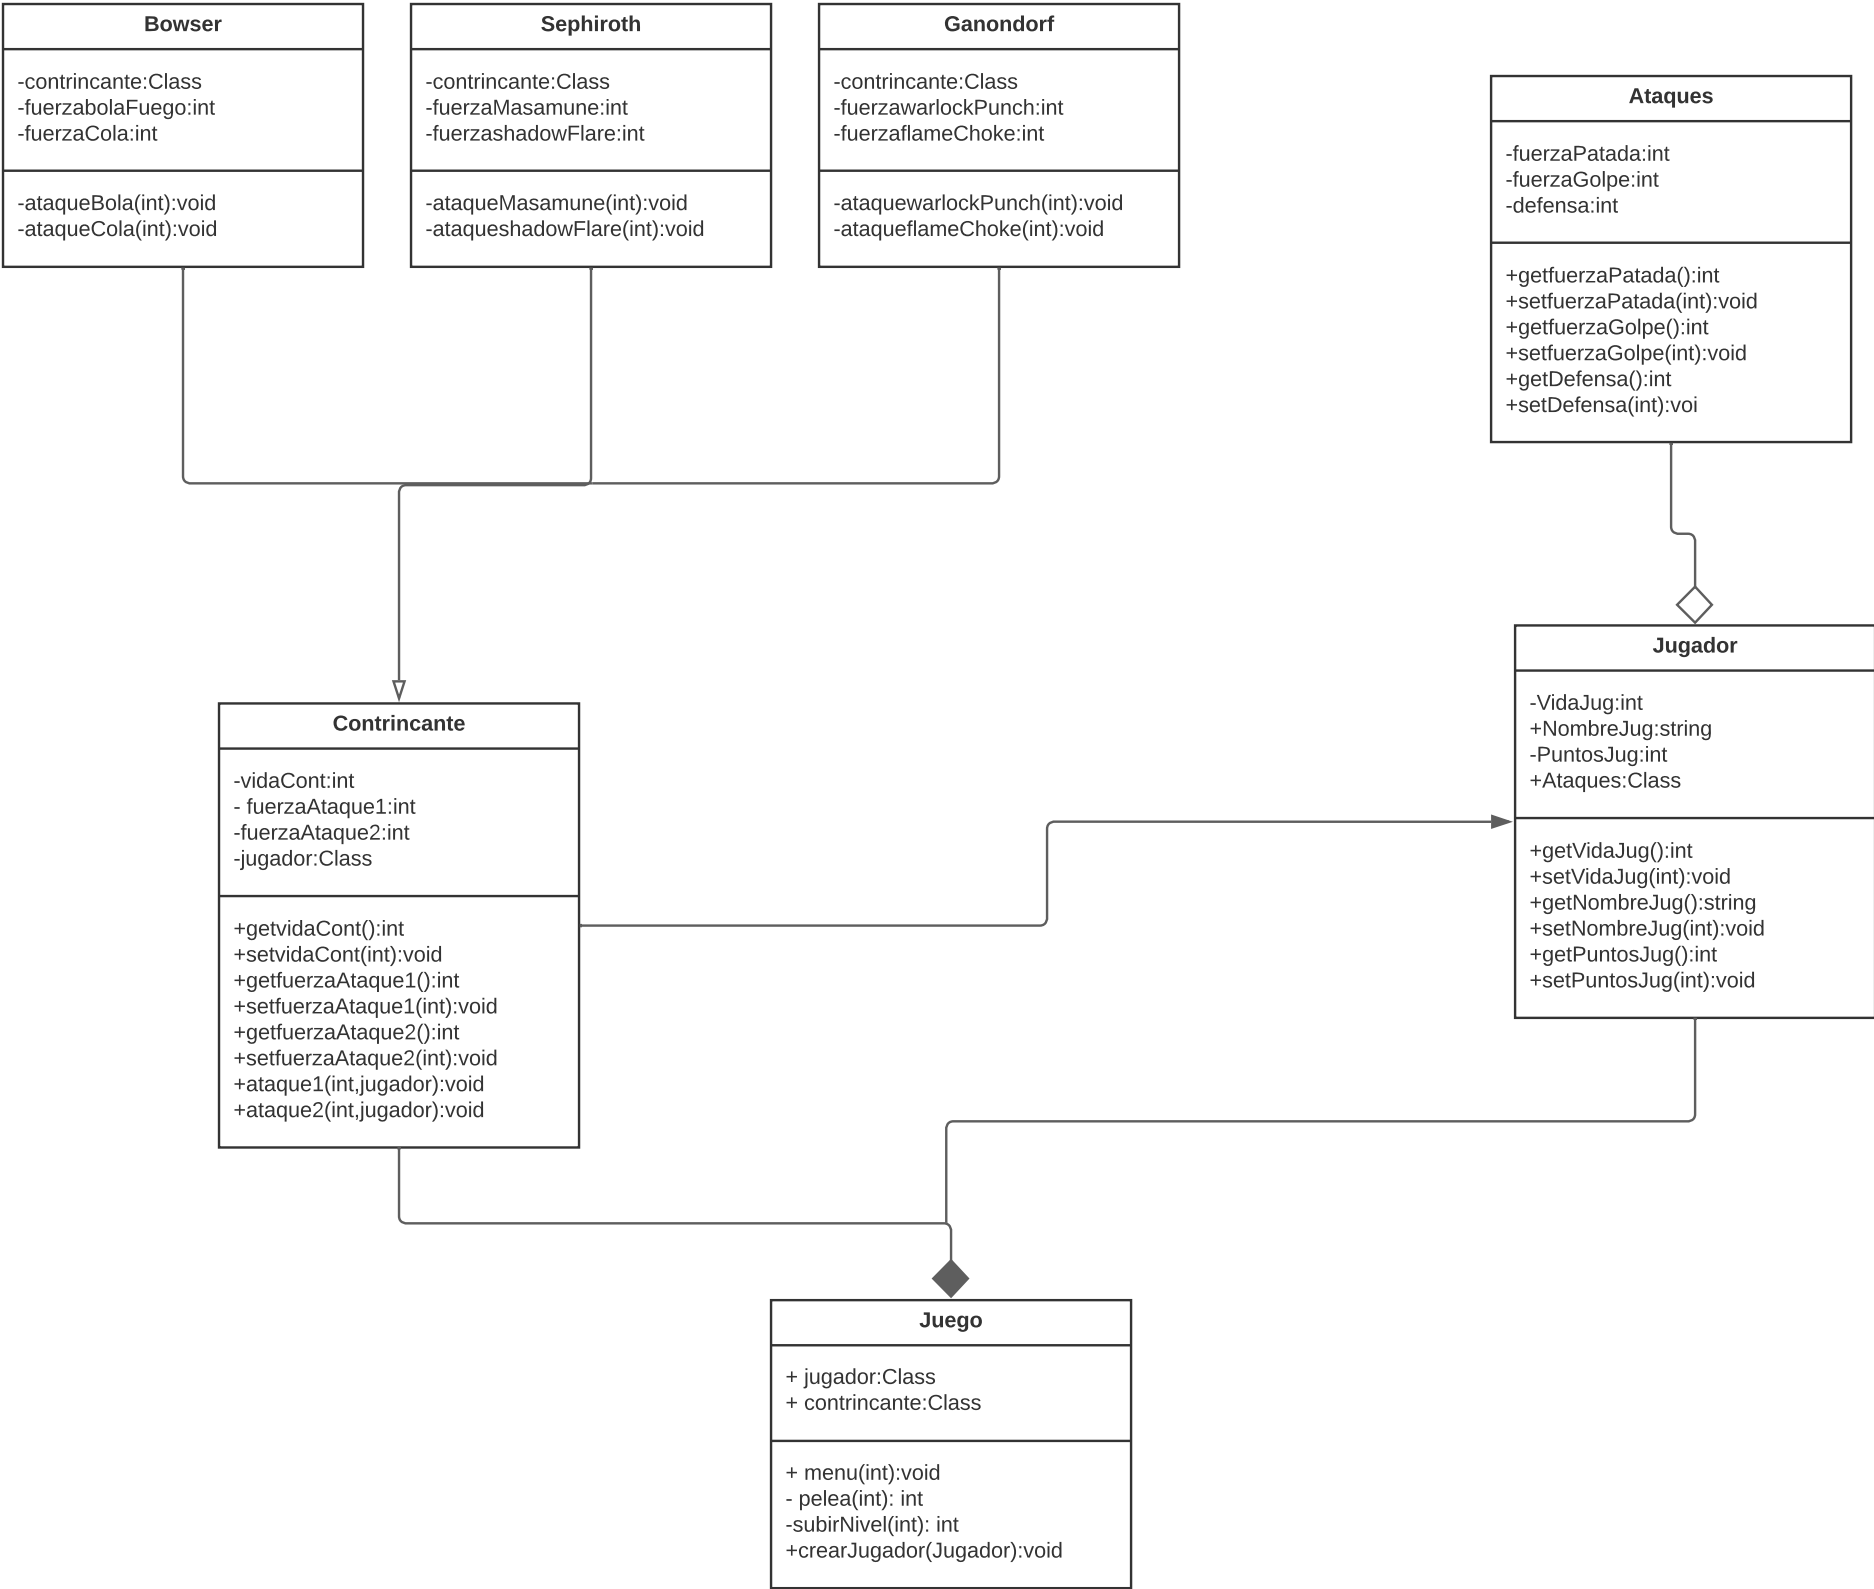 Bowser
-contrincante:Class
-fuerzabolaFuego:int
-fuerzaCola:int
-ataqueBola(int):void
-ataqueCola(int):void
Sephiroth
-contrincante:Class
-fuerzaMasamune:int
-fuerzashadowFlare:int
-ataqueMasamune(int):void
-ataqueshadowFlare(int):void
Ganondorf
-contrincante:Class
-fuerzawarlockPunch:int
-fuerzaflameChoke:int
-ataquewarlockPunch(int):void
-ataqueflameChoke(int):void
Ataques
-fuerzaPatada:int
-fuerzaGolpe:int
-defensa:int
+getfuerzaPatada():int
+setfuerzaPatada(int):void
+getfuerzaGolpe():int
+setfuerzaGolpe(int):void
+getDefensa():int
+setDefensa(int):voi
Contrincante
-vidaCont:int
- fuerzaAtaque1:int
-fuerzaAtaque2:int
-jugador:Class
+getvidaCont():int
+setvidaCont(int):void
+getfuerzaAtaque1():int
+setfuerzaAtaque1(int):void
+getfuerzaAtaque2():int
+setfuerzaAtaque2(int):void
+ataque1(int,jugador):void
+ataque2(int,jugador):void
Jugador
-VidaJug:int
+NombreJug:string
-PuntosJug:int
+Ataques:Class
+getVidaJug():int
+setVidaJug(int):void
+getNombreJug():string
+setNombreJug(int):void
+getPuntosJug():int
+setPuntosJug(int):void
Juego
+ jugador:Class
+ contrincante:Class
+ menu(int):void
- pelea(int): int
-subirNivel(int): int
+crearJugador(Jugador):void